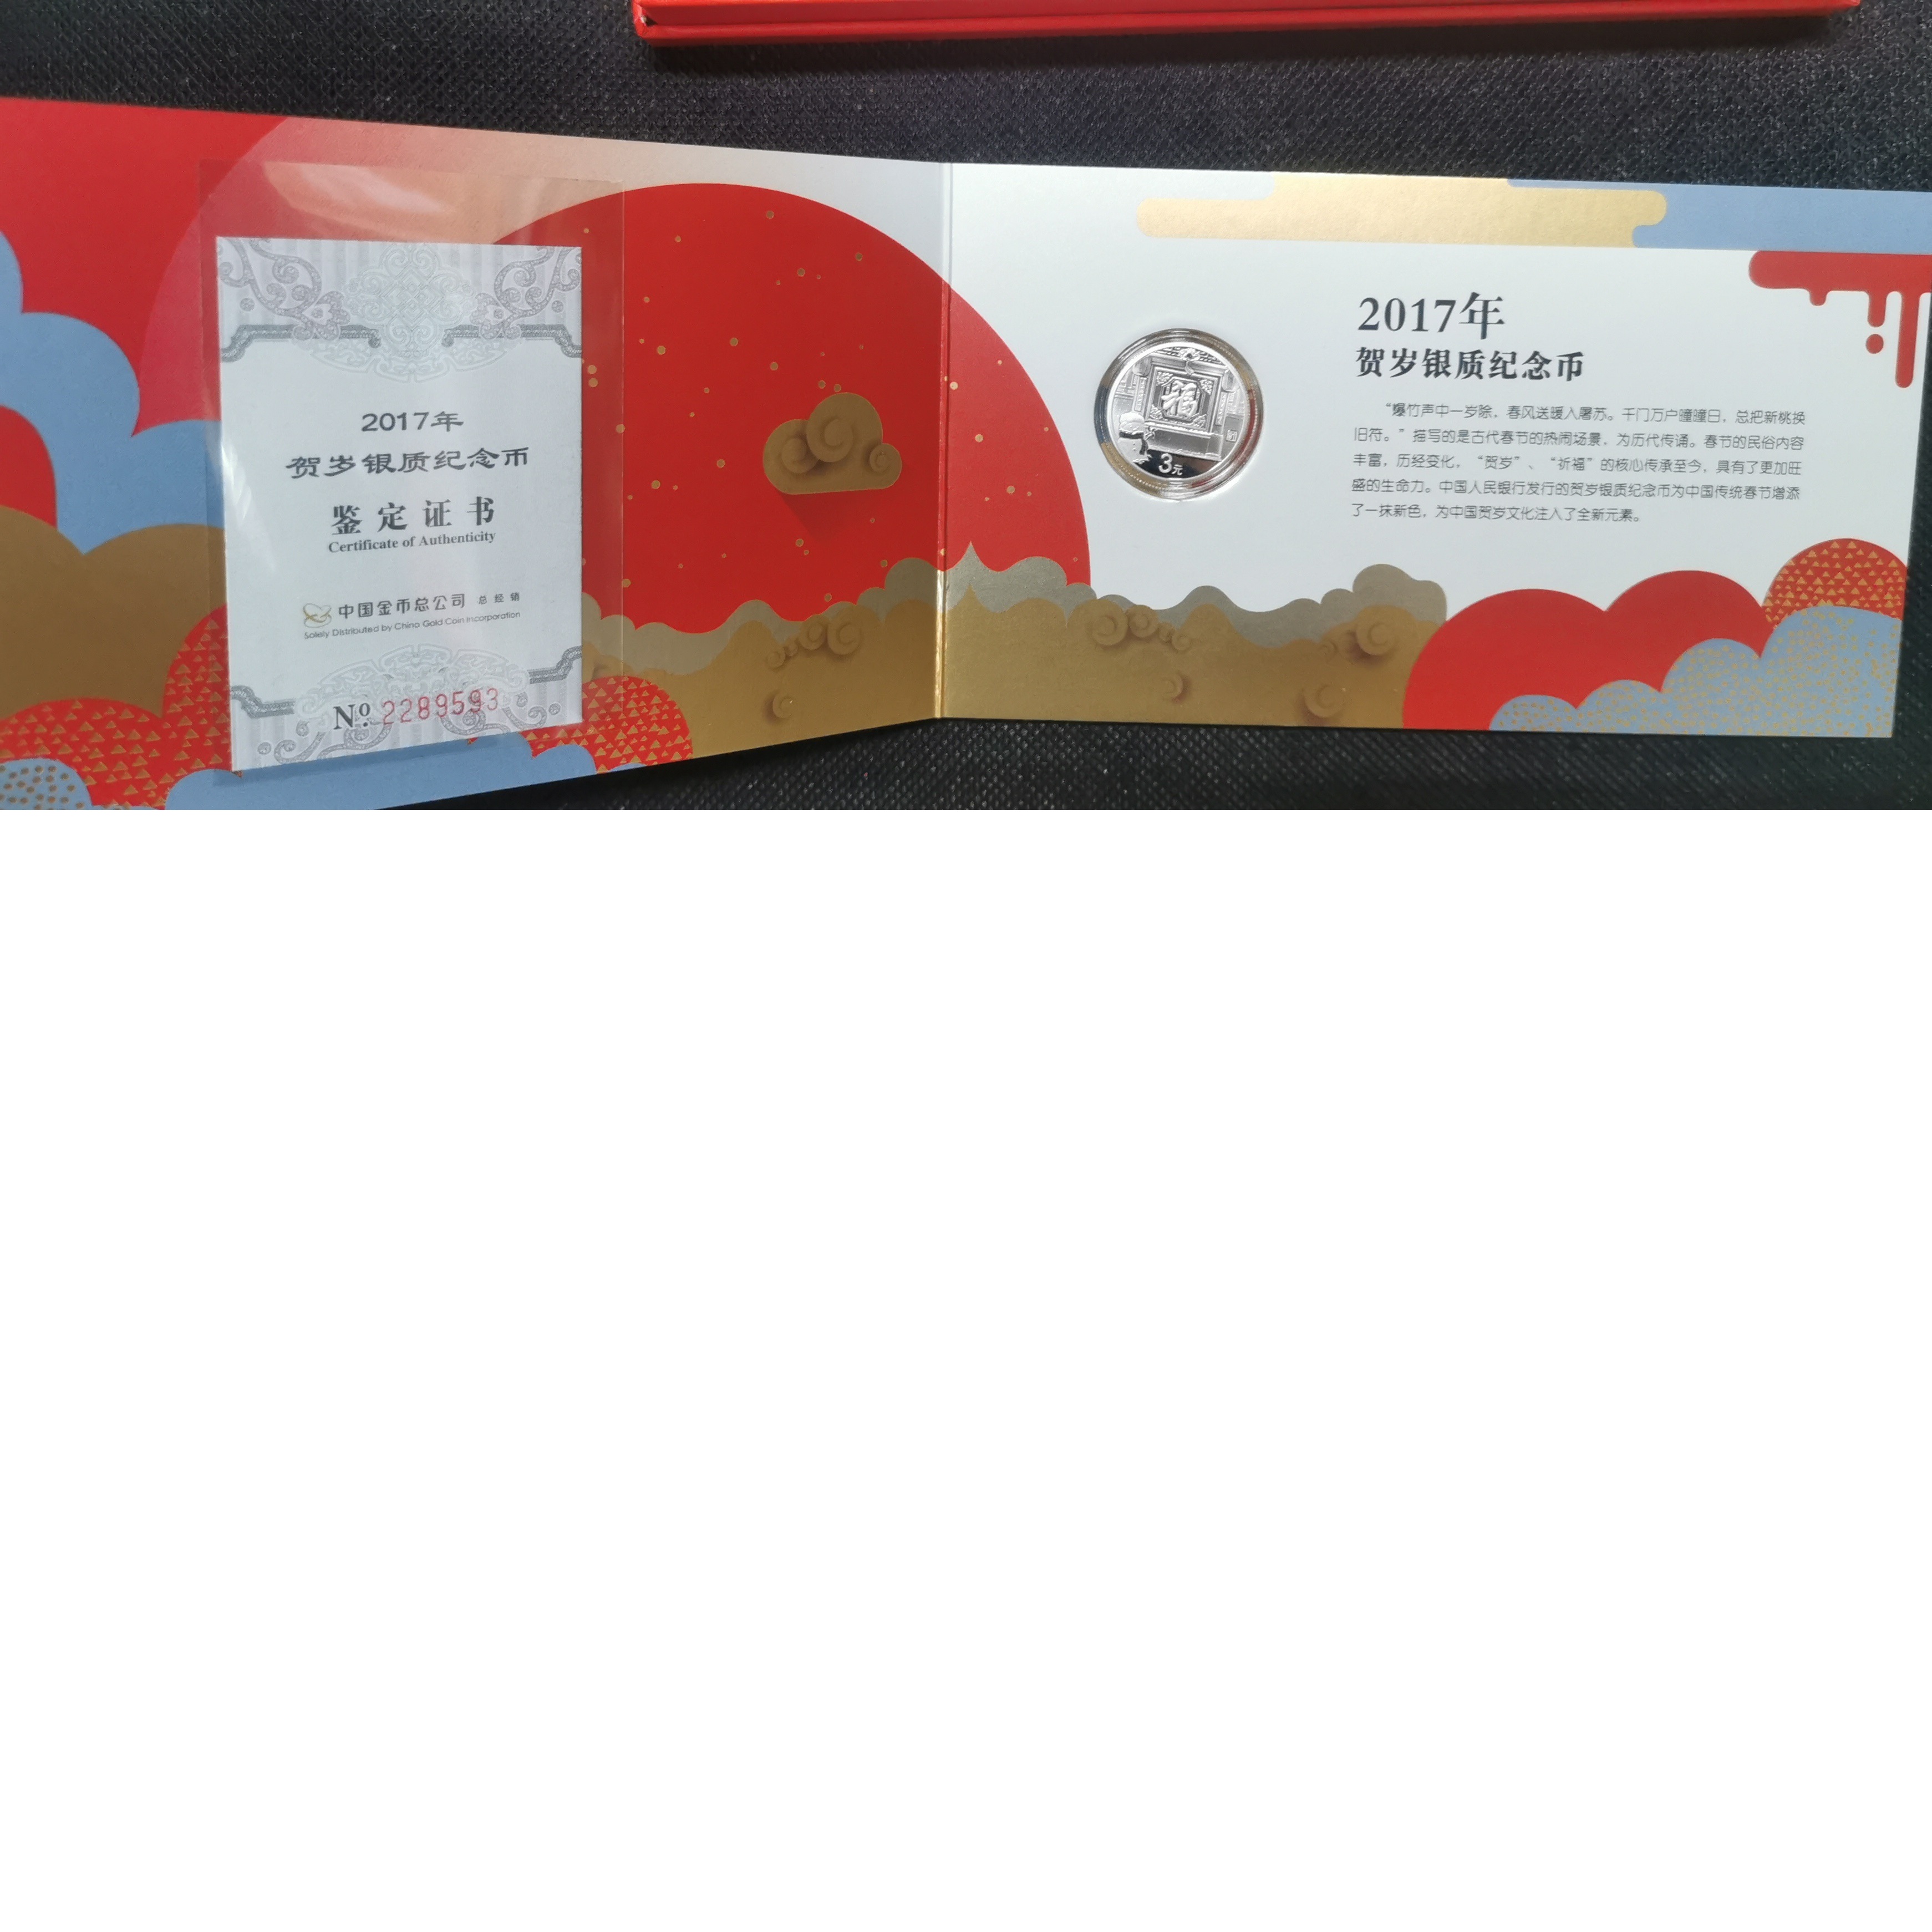 2017年
贺岁银质纪念币
鉴定证书
Certificate of Authenticity
中国金币总公司 总经销
Solely Distributed by China Gold Coin Incorporation
Nº 2289593
福
3元
2017年
贺岁银质纪念币
“爆竹声中一岁除，春风送暖入屠苏。千门万户曈曈日，总把新桃换
旧符。”描写的是古代春节的热闹场景，为历代传诵。春节的民俗内容
丰富，历经变化，“贺岁”、“祈福”的核心传承至今，具有了更加旺
盛的生命力。中国人民银行发行的贺岁银质纪念币为中国传统春节增添
了一抹新色，为中国贺岁文化注入了全新元素。